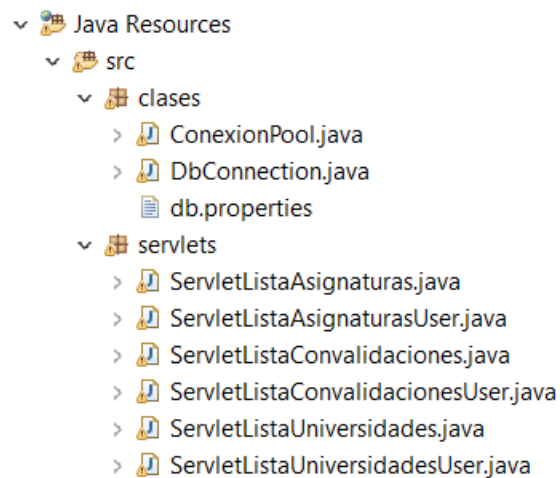 Java Resources
src
clases
ConexionPool.java
DbConnection.java
db.properties
servlets
ServletListaAsignaturas.java
ServletListaAsignaturasUser.java
ServletListaConvalidaciones.java
ServletListaConvalidacionesUser.java
ServletListaUniversidades.java
ServletListaUniversidadesUser.java